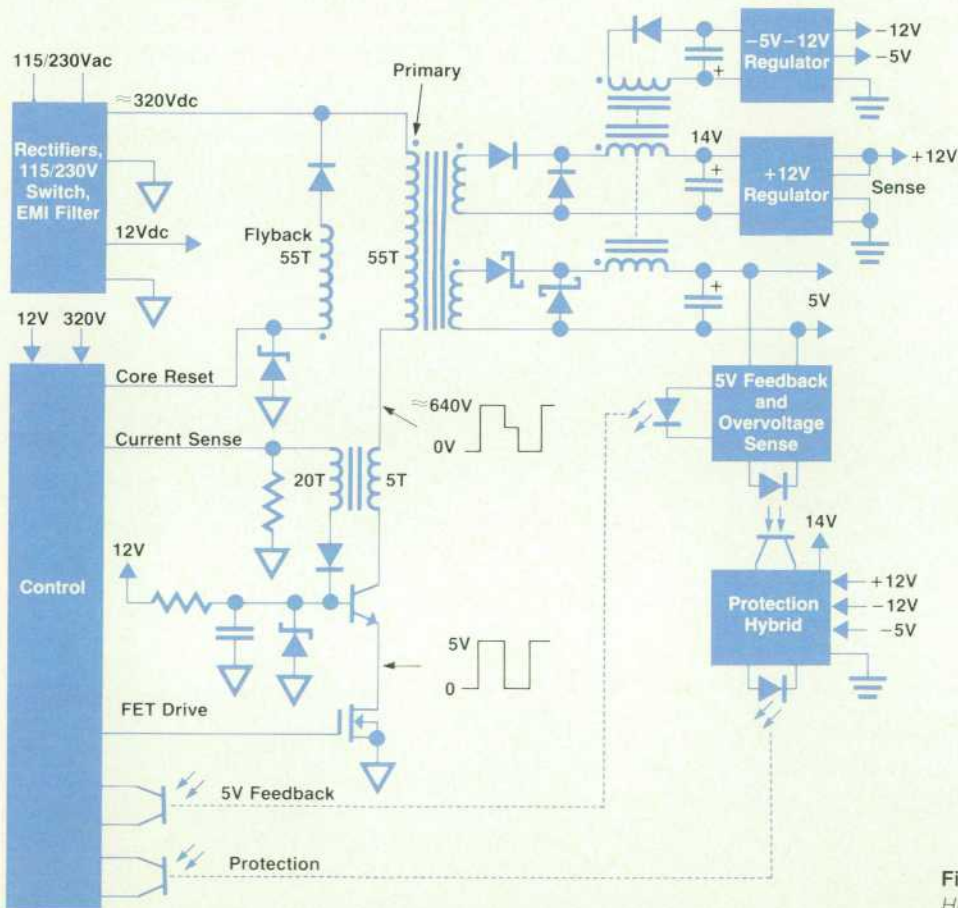 115/230Vac
≈320Vdc
Rectifiers,
115/230V
Switch,
EMI Filter
12Vdc
Primary
Flyback
55T
55T
−5V −12V
Regulator
−12V
−5V
14V
+
+
+12V
Regulator
+12V
Sense
+
5V
12V
320V
Control
Core Reset
Current Sense
20T
5T
≈640V
0V
12V
5V
0
FET Drive
5V Feedback
and
Overvoltage
Sense
14V
Protection
Hybrid
+12V
−12V
−5V
5V Feedback
Protection
Fi
H